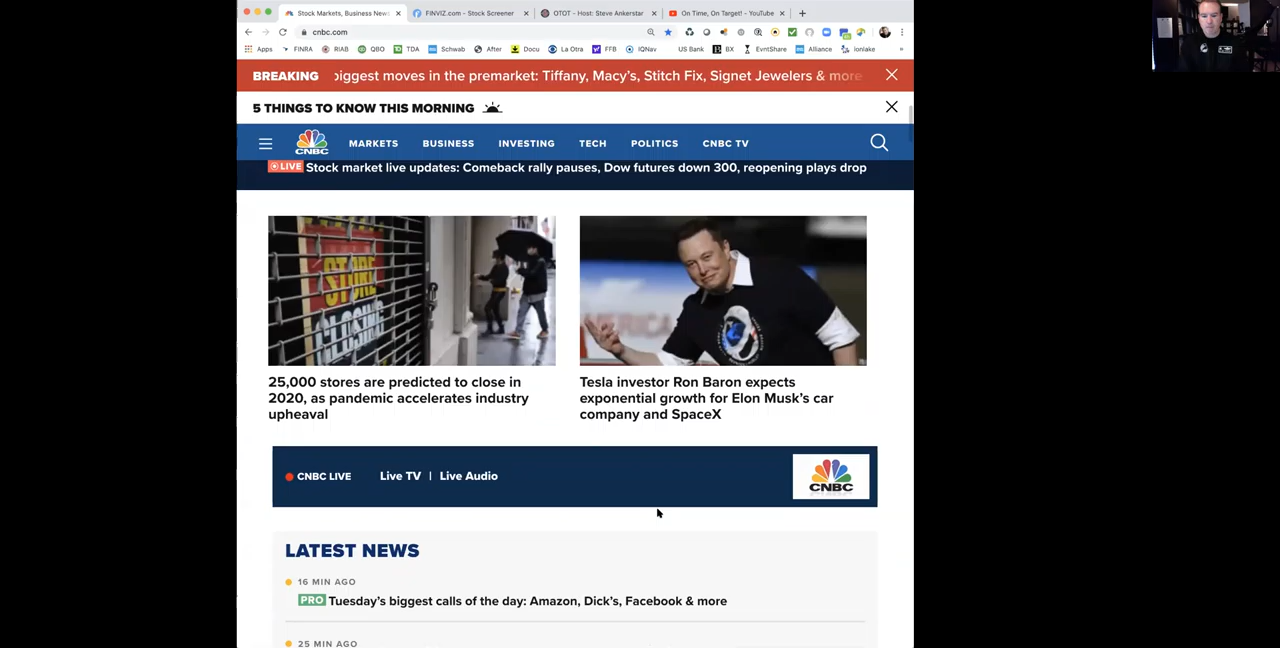 Stock Markets, Business News
FINVIZ.com - Stock Screener
OTOT – Host: Steve Ankerstar
On Time, On Target! - YouTube
cnbc.com
Apps
FINRA
RIAB
QBO
TDA
Schwab
After
Docu
La Otra
FFB
IQNav
US Bank
BX
EvntShare
Alliance
ionlake
»
BREAKING
biggest moves in the premarket: Tiffany, Macy's, Stitch Fix, Signet Jewelers & more
5 THINGS TO KNOW THIS MORNING
CNBC
MARKETS
BUSINESS
INVESTING
TECH
POLITICS
CNBC TV
LIVE Stock market live updates: Comeback rally pauses, Dow futures down 300, reopening plays drop
STORE
CLOSING
25,000 stores are predicted to close in
2020, as pandemic accelerates industry
upheaval
Tesla investor Ron Baron expects
exponential growth for Elon Musk's car
company and SpaceX
CNBC LIVE
Live TV | Live Audio
CNBC
LATEST NEWS
16 MIN AGO
PRO Tuesday's biggest calls of the day: Amazon, Dick's, Facebook & more
25 MIN AGO